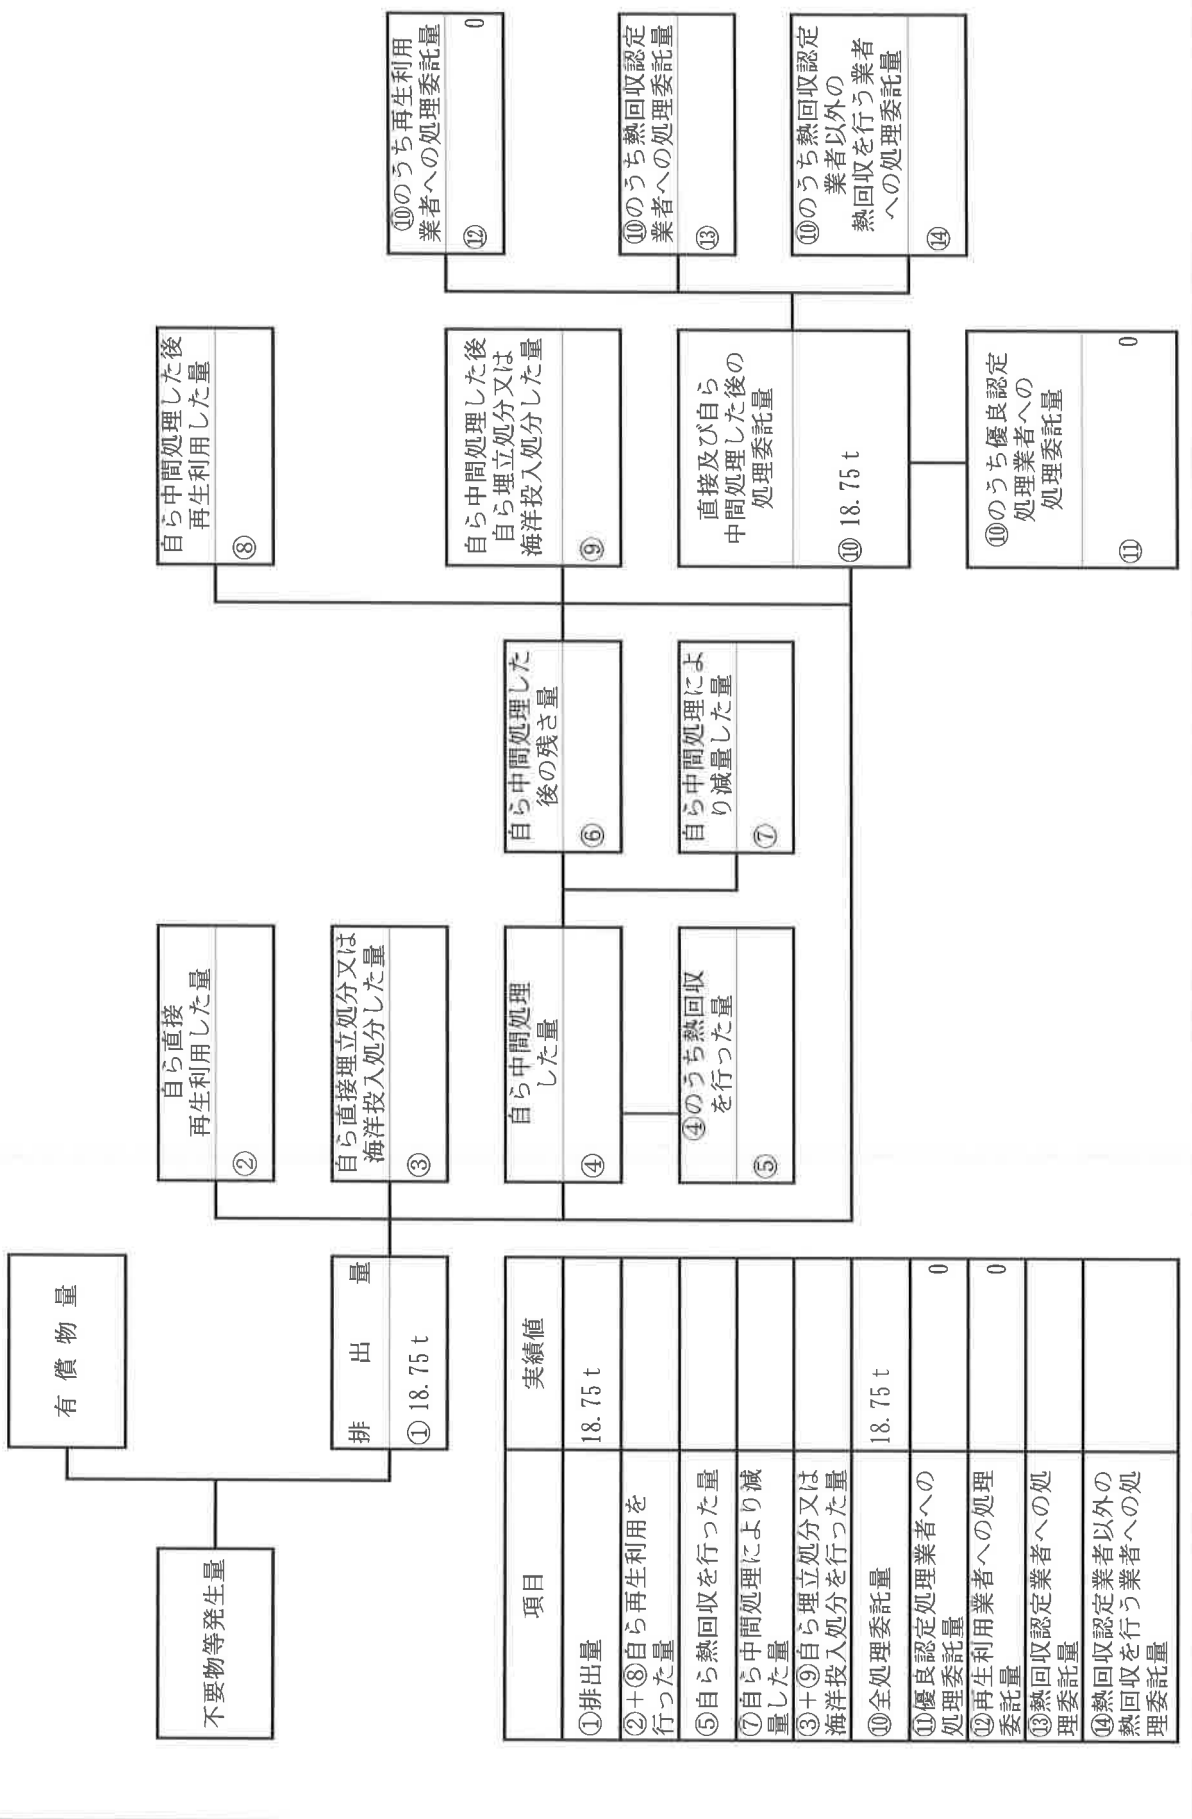 有償物量
不要物等発生量
排出量
①18.75t
自ら直接
再生利用した量
②
自ら直接埋立処分又は
海洋投入処分した量
③
自ら中間処理
した量
④
④のうち熱回収
を行った量
⑤
自ら中間処理した
後の残さ量
⑥
自ら中間処理によ
り減量した量
⑦
自ら中間処理した後
再生利用した量
⑧
自ら中間処理した後
自ら埋立処分又は
海洋投入処分した量
⑨
直接及び自ら
中間処理した後の
処理委託量
⑩18.75t
⑩のうち優良認定
処理業者への
処理委託量
⑪ 0
⑩のうち再生利用
業者への処理委託量
⑫ 0
⑩のうち熱回収認定
業者への処理委託量
⑬
⑩のうち熱回収認定
業者以外の
熱回収を行う業者
への処理委託量
⑭
項目 実績値
①排出量 18.75t
②+⑧自ら再生利用を
行った量
⑤自ら熱回収を行った量
⑦自ら中間処理により減
量した量
③+⑨自ら埋立処分又は
海洋投入処分を行った量
⑩全処理委託量 18.75t
⑪優良認定処理業者への
処理委託量 0
⑫再生利用業者への処理
委託量 0
⑬熱回収認定業者への処
理委託量
⑭熱回収認定業者以外の
熱回収を行う業者への処
理委託量